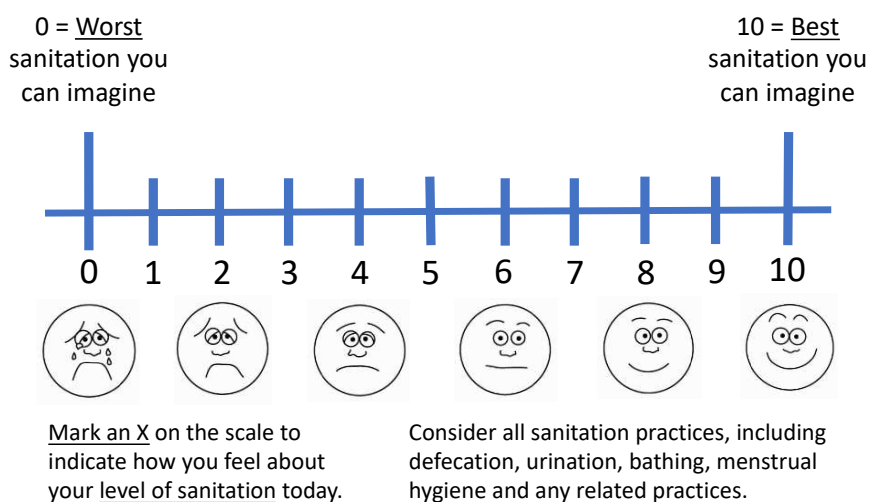 0 = Worst
sanitation you
can imagine
10 = Best
sanitation you
can imagine
0 1 2 3 4 5 6 7 8 9 10
Mark an X on the scale to
indicate how you feel about
your level of sanitation today.
Consider all sanitation practices, including
defecation, urination, bathing, menstrual
hygiene and any related practices.